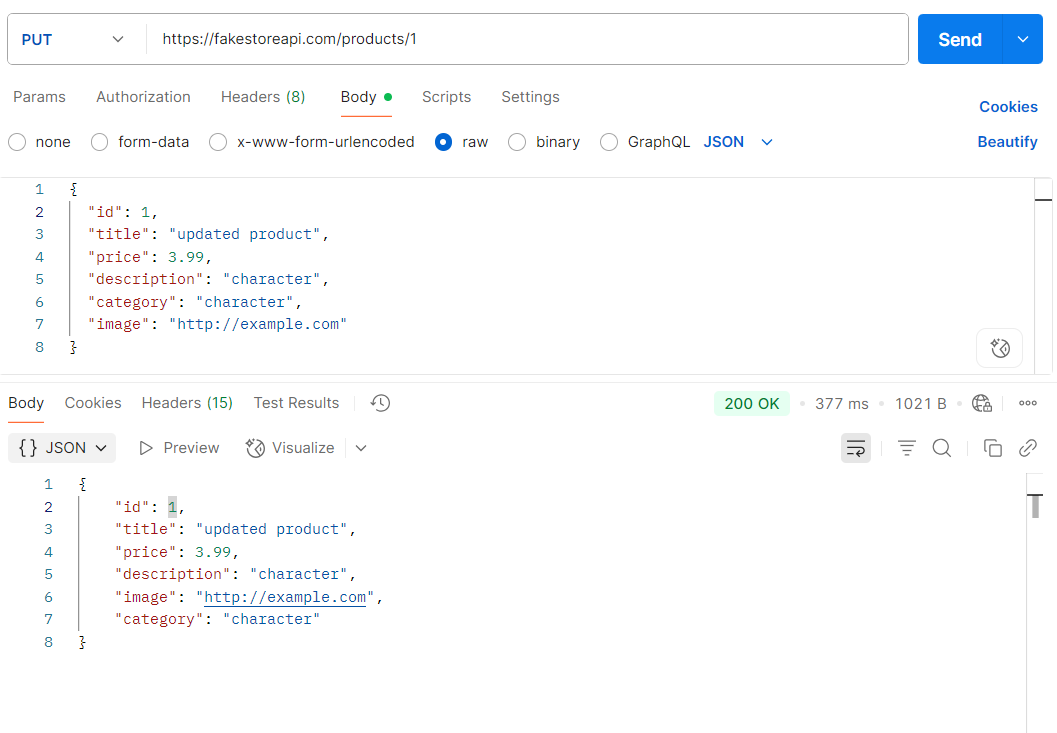 PUT https://fakestoreapi.com/products/1 Send
Params Authorization Headers (8) Body Scripts Settings Cookies
none form-data x-www-form-urlencoded raw binary GraphQL JSON Beautify
1 {
2 "id": 1,
3 "title": "updated product",
4 "price": 3.99,
5 "description": "character",
6 "category": "character",
7 "image": "http://example.com"
8 }
Body Cookies Headers (15) Test Results 200 OK • 377 ms • 1021 B •
{} JSON Preview Visualize
1 {
2 "id": 1,
3 "title": "updated product",
4 "price": 3.99,
5 "description": "character",
6 "image": "http://example.com",
7 "category": "character"
8 }